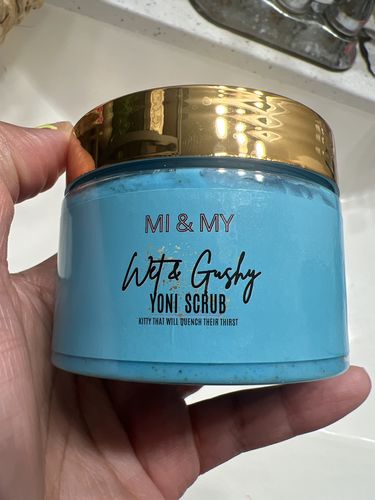 MI & MY
Wet & Gushy
YONI SCRUB
KITTY THAT WILL QUENCH THEIR THIRST